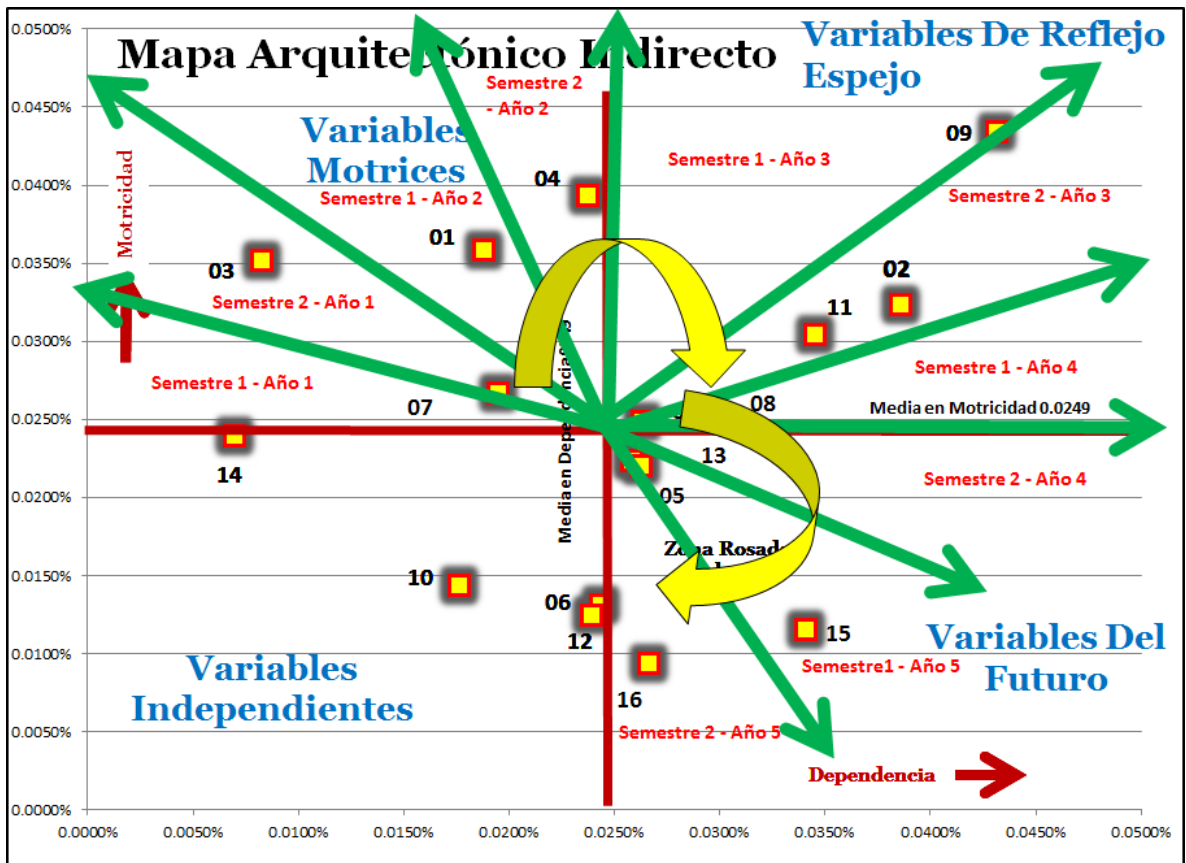 0.0500%
Mapa Arquitectónico Indirecto
Variables De Reflejo
Espejo
Semestre 2
- Año 2
0.0450%
Variables
Motrices
09
Semestre 1 - Año 3
0.0400%
04
Semestre 1 - Año 2
Semestre 2 - Año 3
Motricidad
01
0.0350%
03
02
Semestre 2 - Año 1
11
0.0300%
Semestre 1 - Año 1
Semestre 1 - Año 4
07
08
Media en Motricidad 0.0249
0.0250%
14
13
Semestre 2 - Año 4
0.0200%
05
Media en
Zona
0.0150%
10
06
12
15
Variables Del
Futuro
0.0100%
Variables
Independientes
Semestre1 - Año 5
16
0.0050%
Semestre 2 - Año 5
Dependencia
0.0000%
0.0000%
0.0050%
0.0100%
0.0150%
0.0200%
0.0250%
0.0300%
0.0350%
0.0400%
0.0450%
0.0500%